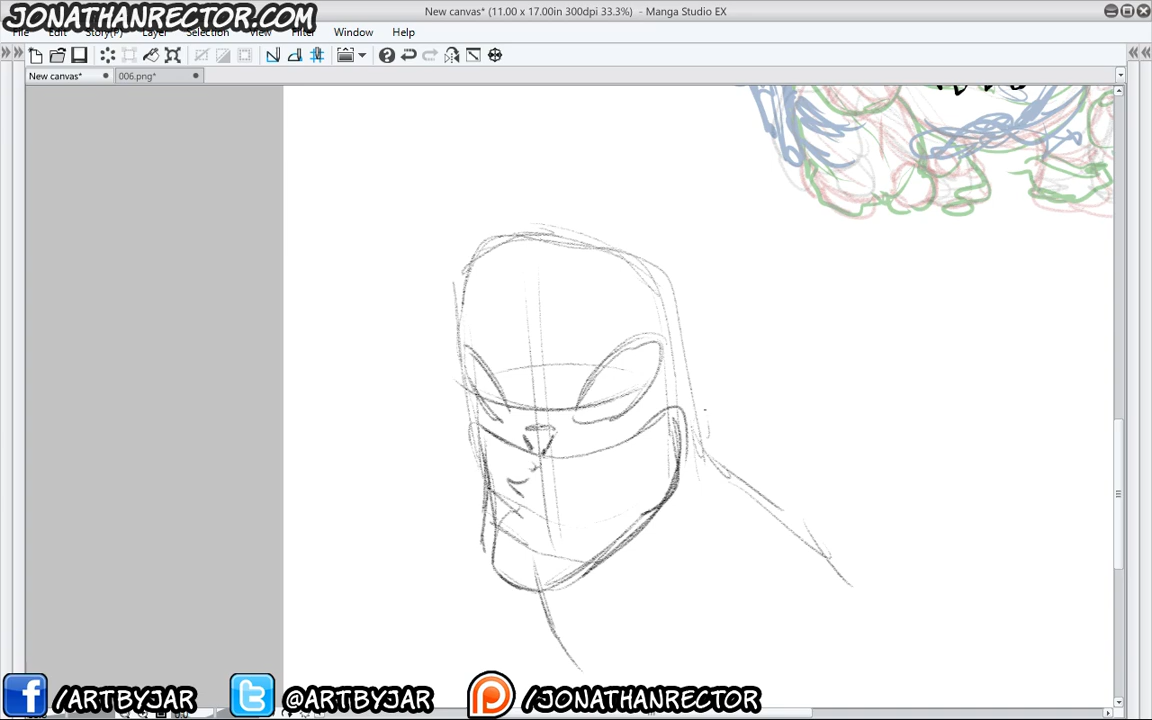 JONATHANRECTOR.COM
New canvas* (11.00 x 17.00in 300dpi 33.3%) - Manga Studio EX
File Edit Story(P) Layer Selection View Filter Window Help
New canvas* 006.png*
/ARTBYJAR @ARTBYJAR /JONATHANRECTOR